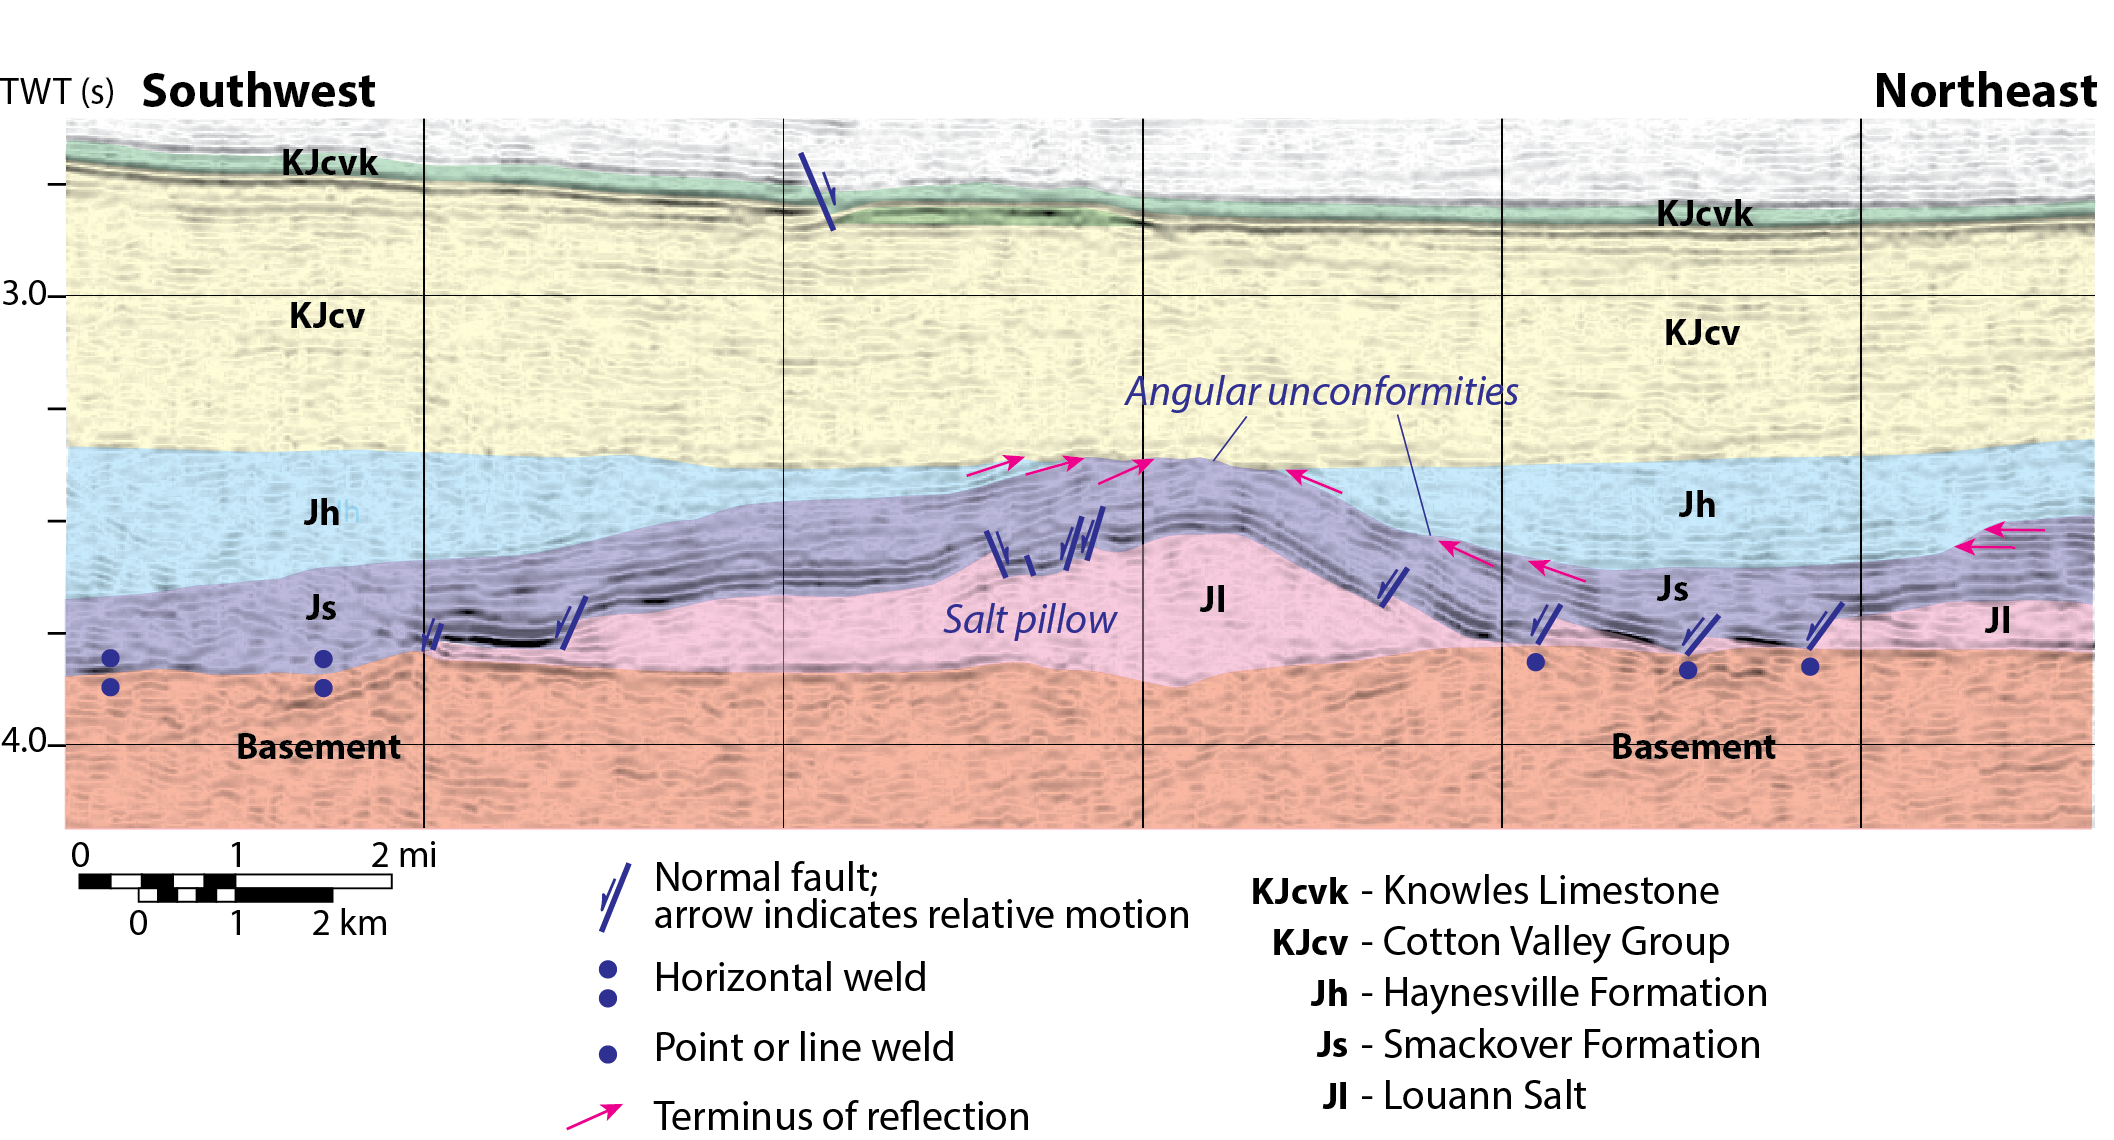 TWT (s) Southwest Northeast
KJcvk
KJcvk
3.0
KJcv
KJcv
Angular unconformities
Jh
Jh
Js
Salt pillow
Jl
Js
Jl
4.0
Basement
Basement
0 1 2 mi
0 1 2 km
Normal fault;
arrow indicates relative motion
Horizontal weld
Point or line weld
Terminus of reflection
KJcvk - Knowles Limestone
KJcv - Cotton Valley Group
Jh - Haynesville Formation
Js - Smackover Formation
Jl - Louann Salt